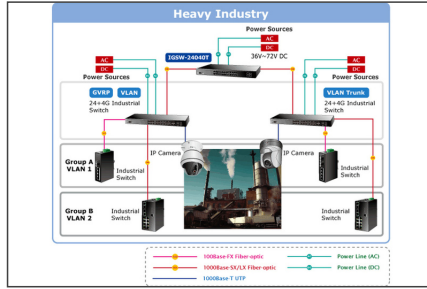 Heavy Industry
AC
DC
Power Sources
IGSW-24040T
AC
DC
36V~72V DC
AC
DC
Power Sources
GVRP
VLAN
24+4G Industrial
Switch
VLAN Trunk
24+4G Industrial
Switch
Group A
VLAN 1
Industrial
Switch
IP Camera
IP Camera
Industrial
Switch
Group B
VLAN 2
Industrial
Switch
Industrial
Switch
100Base-FX Fiber-optic
Power Line (AC)
1000Base-SX/LX Fiber-optic
Power Line (DC)
1000Base-T UTP